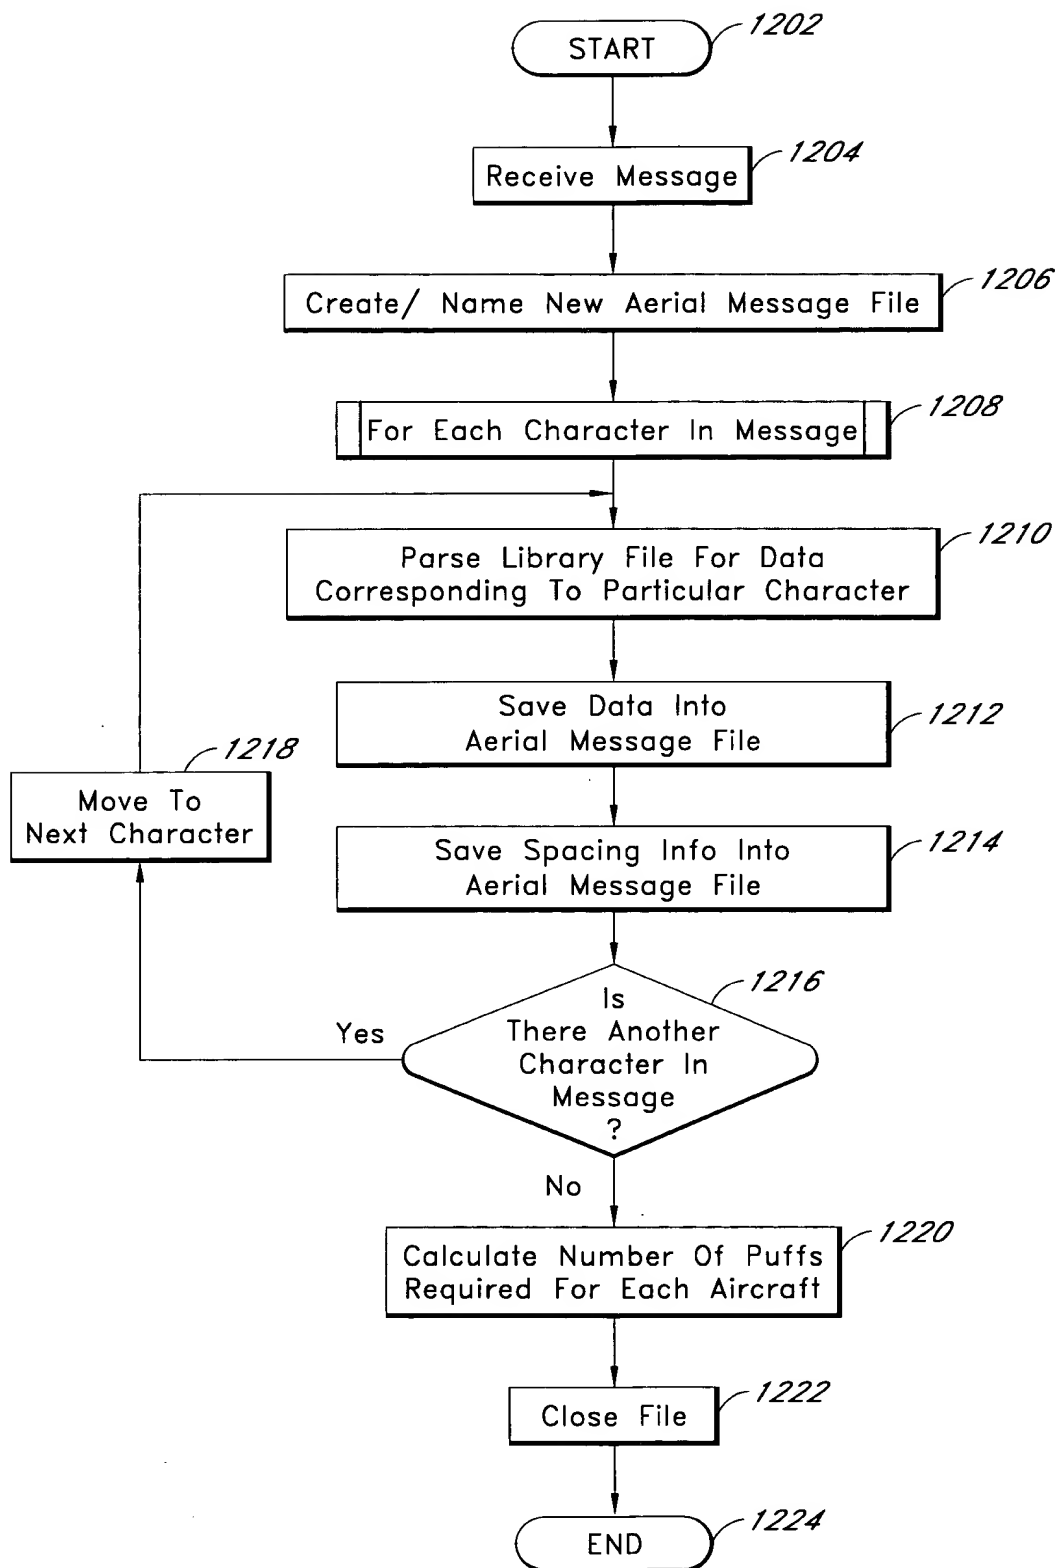 START
1202
Receive Message
1204
Create/ Name New Aerial Message File
1206
For Each Character In Message
1208
Parse Library File For Data
Corresponding To Particular Character
1210
Save Data Into
Aerial Message File
1212
Move To
Next Character
1218
Save Spacing Info Into
Aerial Message File
1214
Is
There Another
Character In
Message
?
1216
Yes
No
Calculate Number Of Puffs
Required For Each Aircraft
1220
Close File
1222
END
1224